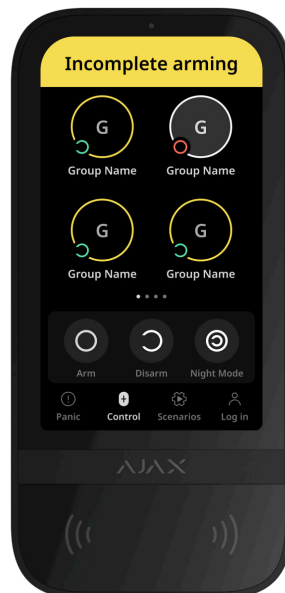 Incomplete arming
G G
Group Name Group Name
G G
Group Name Group Name
Arm Disarm Night Mode
Panic Control Scenarios Log in
AJAX